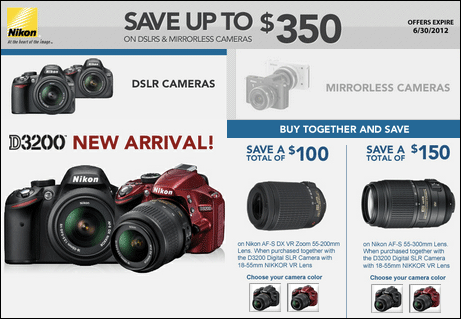 Nikon
At the heart of the image™
SAVE UP TO $350
ON DSLRS & MIRRORLESS CAMERAS
OFFERS EXPIRE
6/30/2012
DSLR CAMERAS
MIRRORLESS CAMERAS
D3200™ NEW ARRIVAL!
Nikon
Nikon
BUY TOGETHER AND SAVE
SAVE A
TOTAL OF $100
on Nikon AF-S DX VR Zoom 55-200mm
Lens. When purchased together with
the D3200 Digital SLR Camera with
18-55mm NIKKOR VR Lens
Choose your camera color
SAVE A
TOTAL OF $150
on Nikon AF-S 55-300mm Lens.
When purchased together with
the D3200 Digital SLR Camera
with 18-55mm NIKKOR VR Lens
Choose your camera color